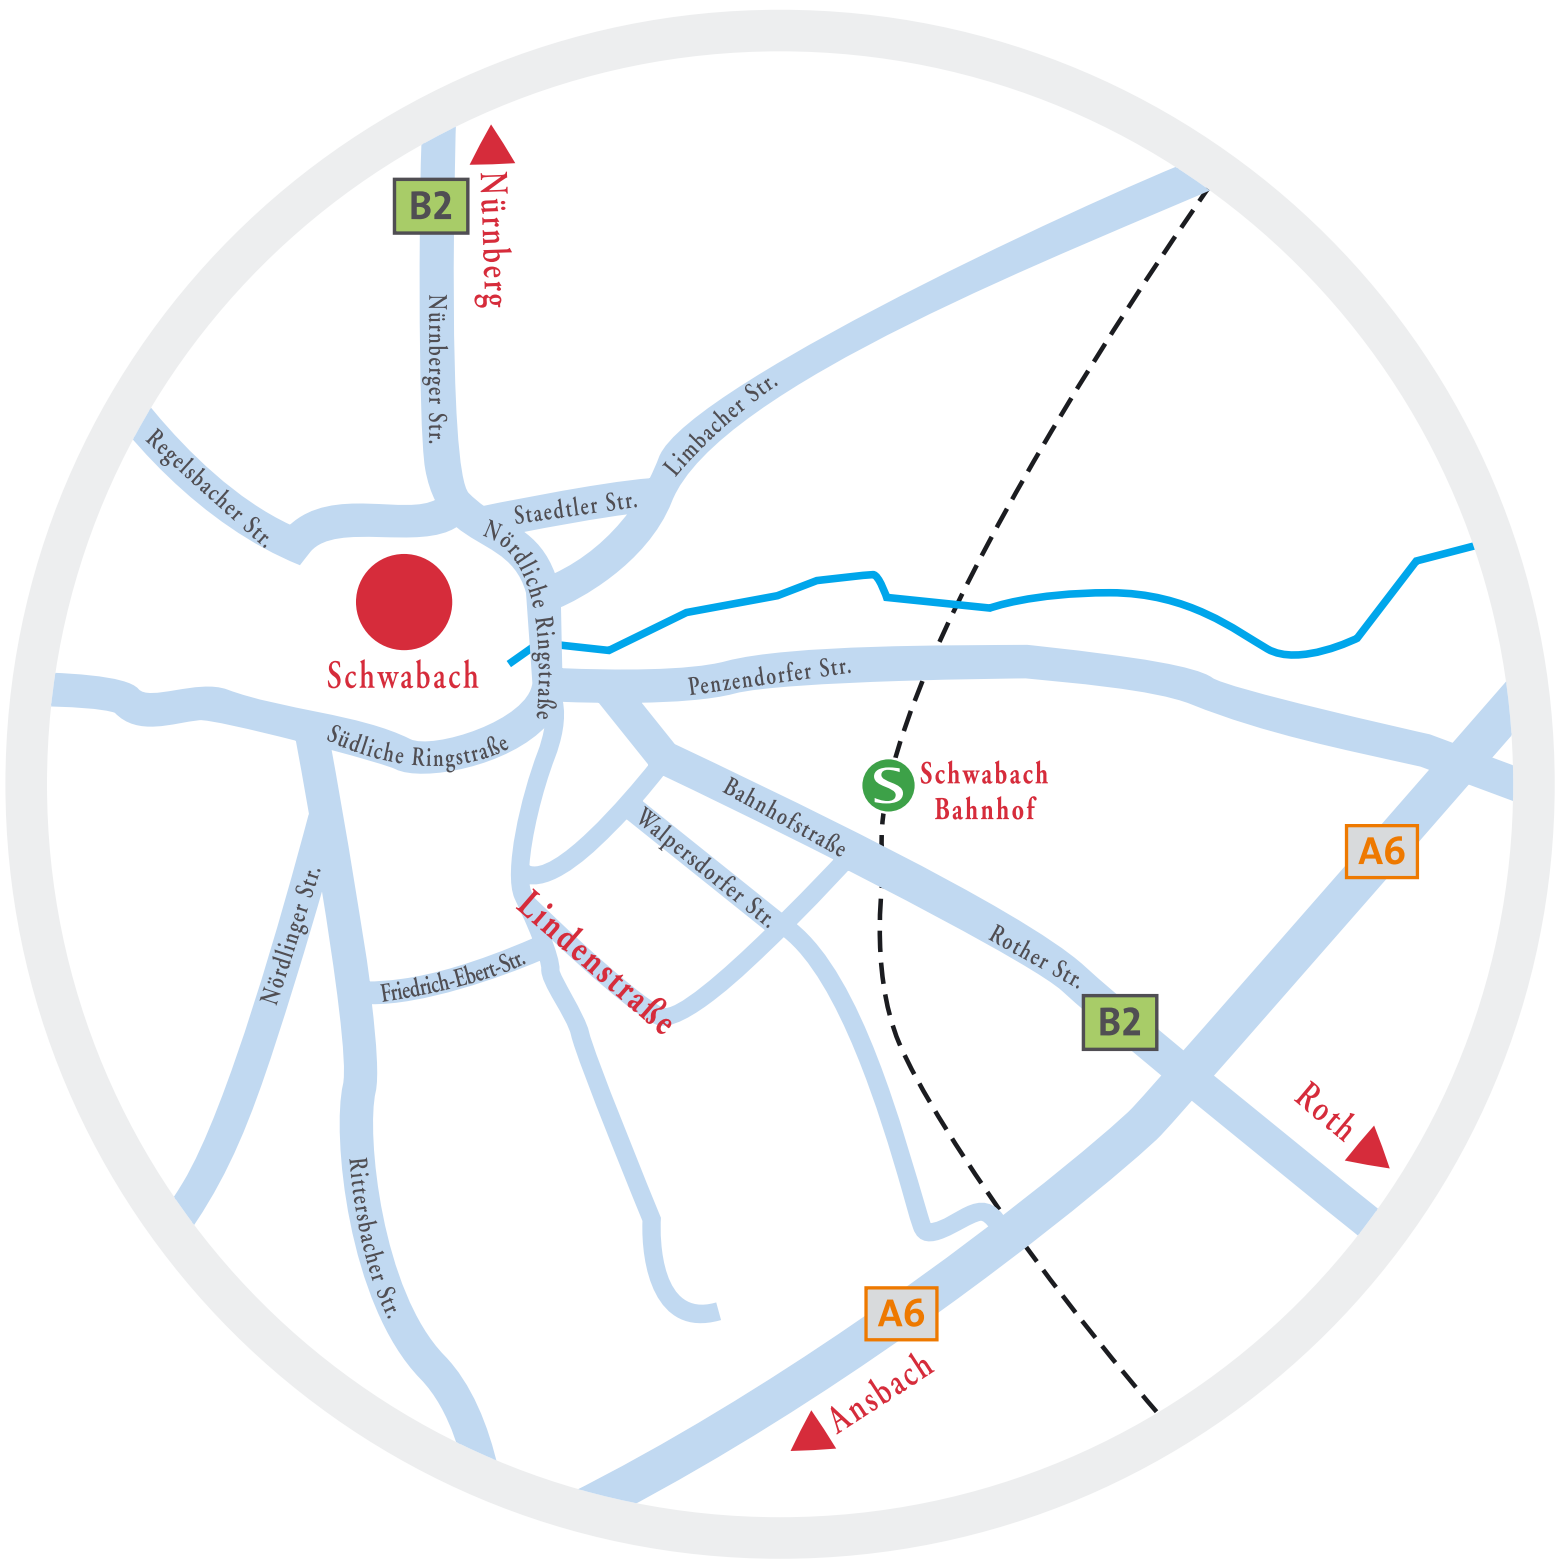 B2
Nürnberg
Nürnberger Str.
Limbacher Str.
Regelsbacher Str.
Staedtler Str.
Nördliche Ringstraße
Schwabach
Penzendorfer Str.
Südliche Ringstraße
S
Schwabach
Bahnhof
Bahnhofstraße
Walpersdorfer Str.
A6
Nördlinger Str.
Lindenstraße
Friedrich-Ebert-Str.
Rother Str.
B2
Roth
Rittersbacher Str.
A6
Ansbach